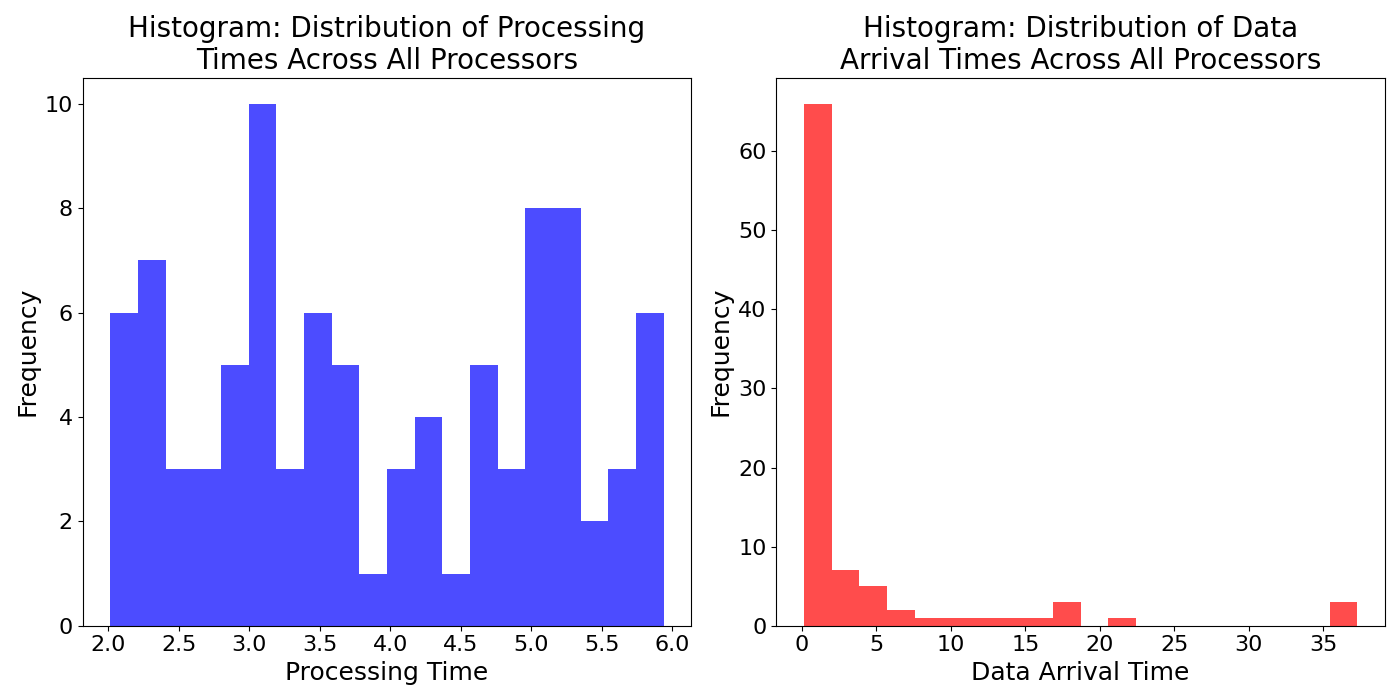 Histogram: Distribution of Processing
Times Across All Processors
10
8
6
4
2
0
Frequency
2.0 2.5 3.0 3.5 4.0 4.5 5.0 5.5 6.0
Processing Time
Histogram: Distribution of Data
Arrival Times Across All Processors
60
50
40
30
20
10
0
Frequency
0 5 10 15 20 25 30 35
Data Arrival Time